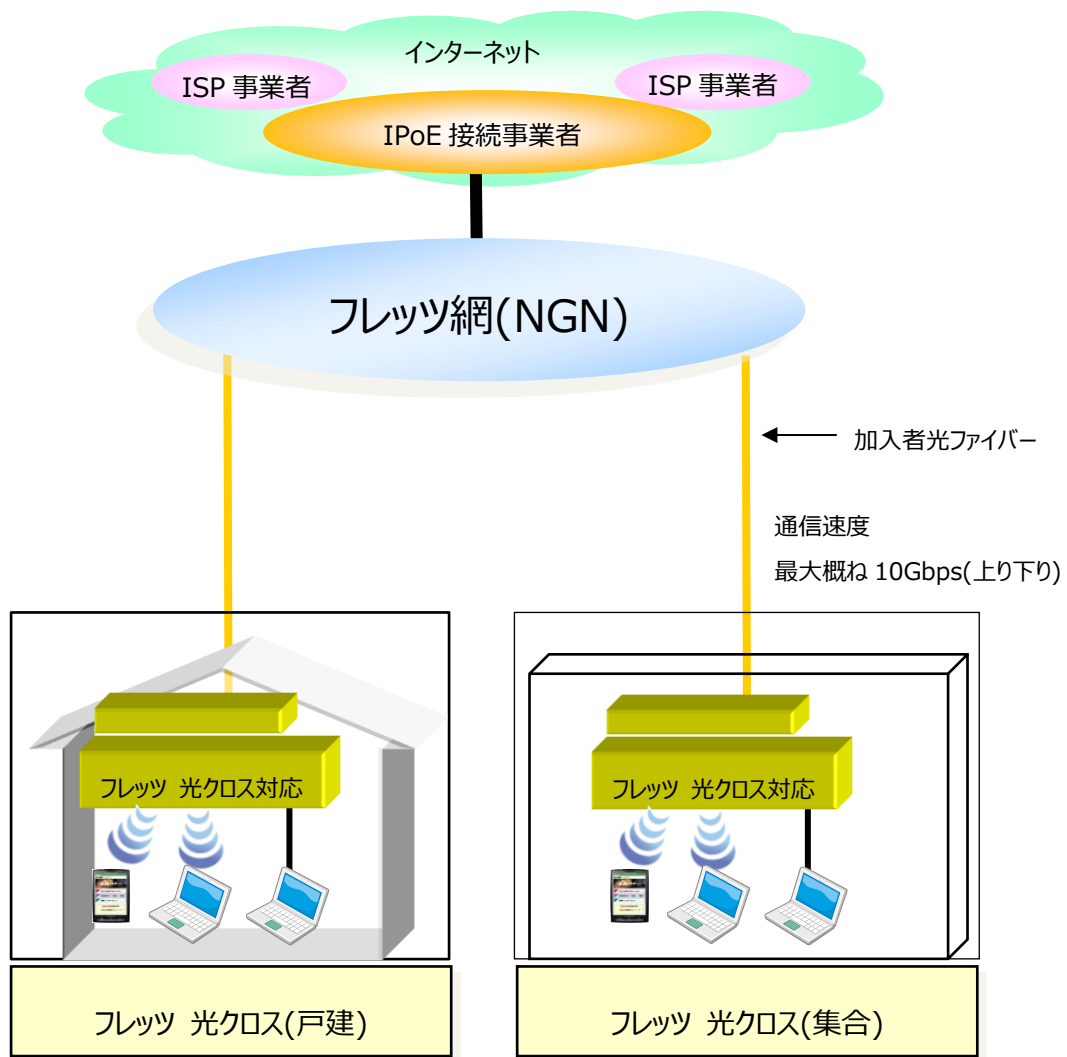 インターネット
ISP 事業者
ISP 事業者
IPoE 接続事業者
フレッツ網(NGN)
加入者光ファイバー
通信速度
最大概ね 10Gbps(上り下り)
フレッツ 光クロス対応
フレッツ 光クロス対応
フレッツ 光クロス(戸建)
フレッツ 光クロス(集合)